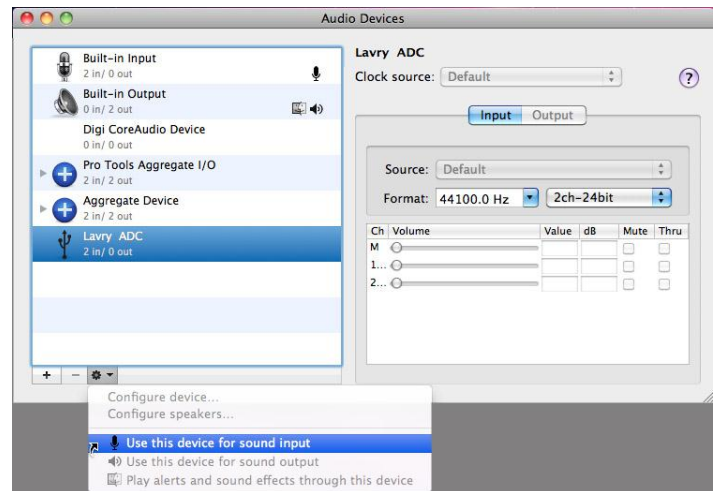 Audio Devices
Built-in Input
2 in/ 0 out
Built-in Output
0 in/ 2 out
Digi CoreAudio Device
0 in/ 0 out
Pro Tools Aggregate I/O
2 in/ 2 out
Aggregate Device
2 in/ 2 out
Lavry ADC
2 in/ 0 out
+ −
Lavry ADC
Clock source: Default ?
Input Output
Source: Default
Format: 44100.0 Hz 2ch-24bit
Ch Volume Value dB Mute Thru
M
1...
2...
Configure device...
Configure speakers...
Use this device for sound input
Use this device for sound output
Play alerts and sound effects through this device